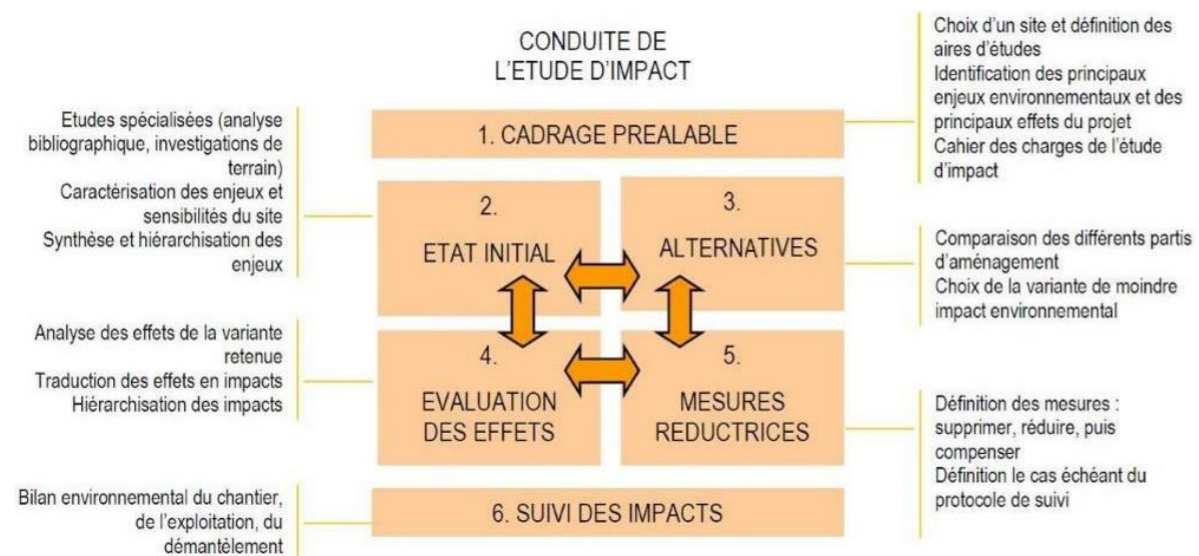 CONDUITE DE
L'ETUDE D'IMPACT
Choix d'un site et définition des
aires d'études
Identification des principaux
enjeux environnementaux et des
principaux effets du projet
Cahier des charges de l'étude
d'impact
1. CADRAGE PREALABLE
Etudes spécialisées (analyse
bibliographique, investigations de
terrain)
Caractérisation des enjeux et
sensibilités du site
Synthèse et hiérarchisation des
enjeux
2.
ETAT INITIAL
3.
ALTERNATIVES
Comparaison des différents partis
d'aménagement
Choix de la variante de moindre
impact environnemental
Analyse des effets de la variante
retenue
Traduction des effets en impacts
Hiérarchisation des impacts
4.
EVALUATION
DES EFFETS
5.
MESURES
REDUCTRICES
Définition des mesures :
supprimer, réduire, puis
compenser
Définition le cas échéant du
protocole de suivi
Bilan environnemental du chantier,
de l'exploitation, du
démantèlement
6. SUIVI DES IMPACTS